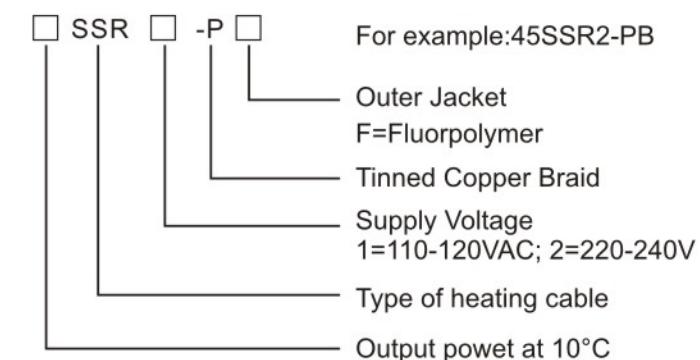 □ SSR □ -P □
For example:45SSR2-PB
Outer Jacket
F=Fluorpolymer
Tinned Copper Braid
Supply Voltage
1=110-120VAC; 2=220-240V
Type of heating cable
Output powet at 10°C